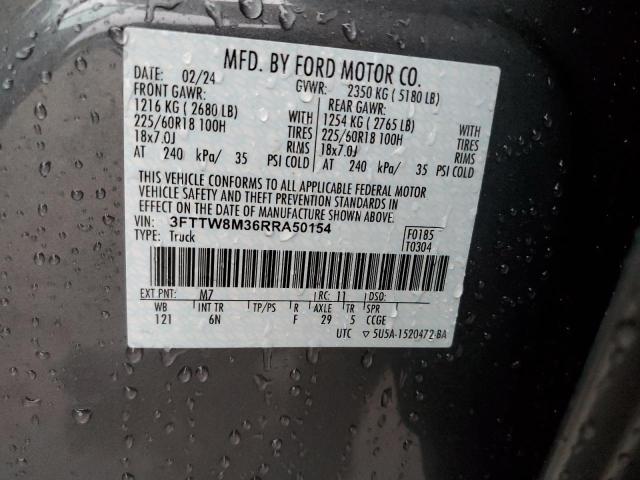 MFD. BY FORD MOTOR CO.
DATE: 02/24 GVWR: 2350 KG ( 5180 LB)
FRONT GAWR: REAR GAWR:
1216 KG ( 2680 LB) 1254 KG ( 2765 LB)
225/60R18 100H TIRES 225/60R18 100H TIRES
18x7.0J RIMS 18x7.0J RIMS
AT 240 kPa/ 35 PSI COLD AT 240 kPa/ 35 PSI COLD
THIS VEHICLE CONFORMS TO ALL APPLICABLE FEDERAL MOTOR
VEHICLE SAFETY AND THEFT PREVENTION STANDARDS IN
EFFECT ON THE DATE OF MANUFACTURE SHOWN ABOVE.
VIN: 3FTTW8M36RRA50154 F0185
TYPE: Truck T0304
EXT PNT: M7 RC: 11 DSO:
WB INT TR TP/PS R AXLE TR SPR
121 6N F 29 5 CCGE
UTC ▽5U5A-1520472-BA